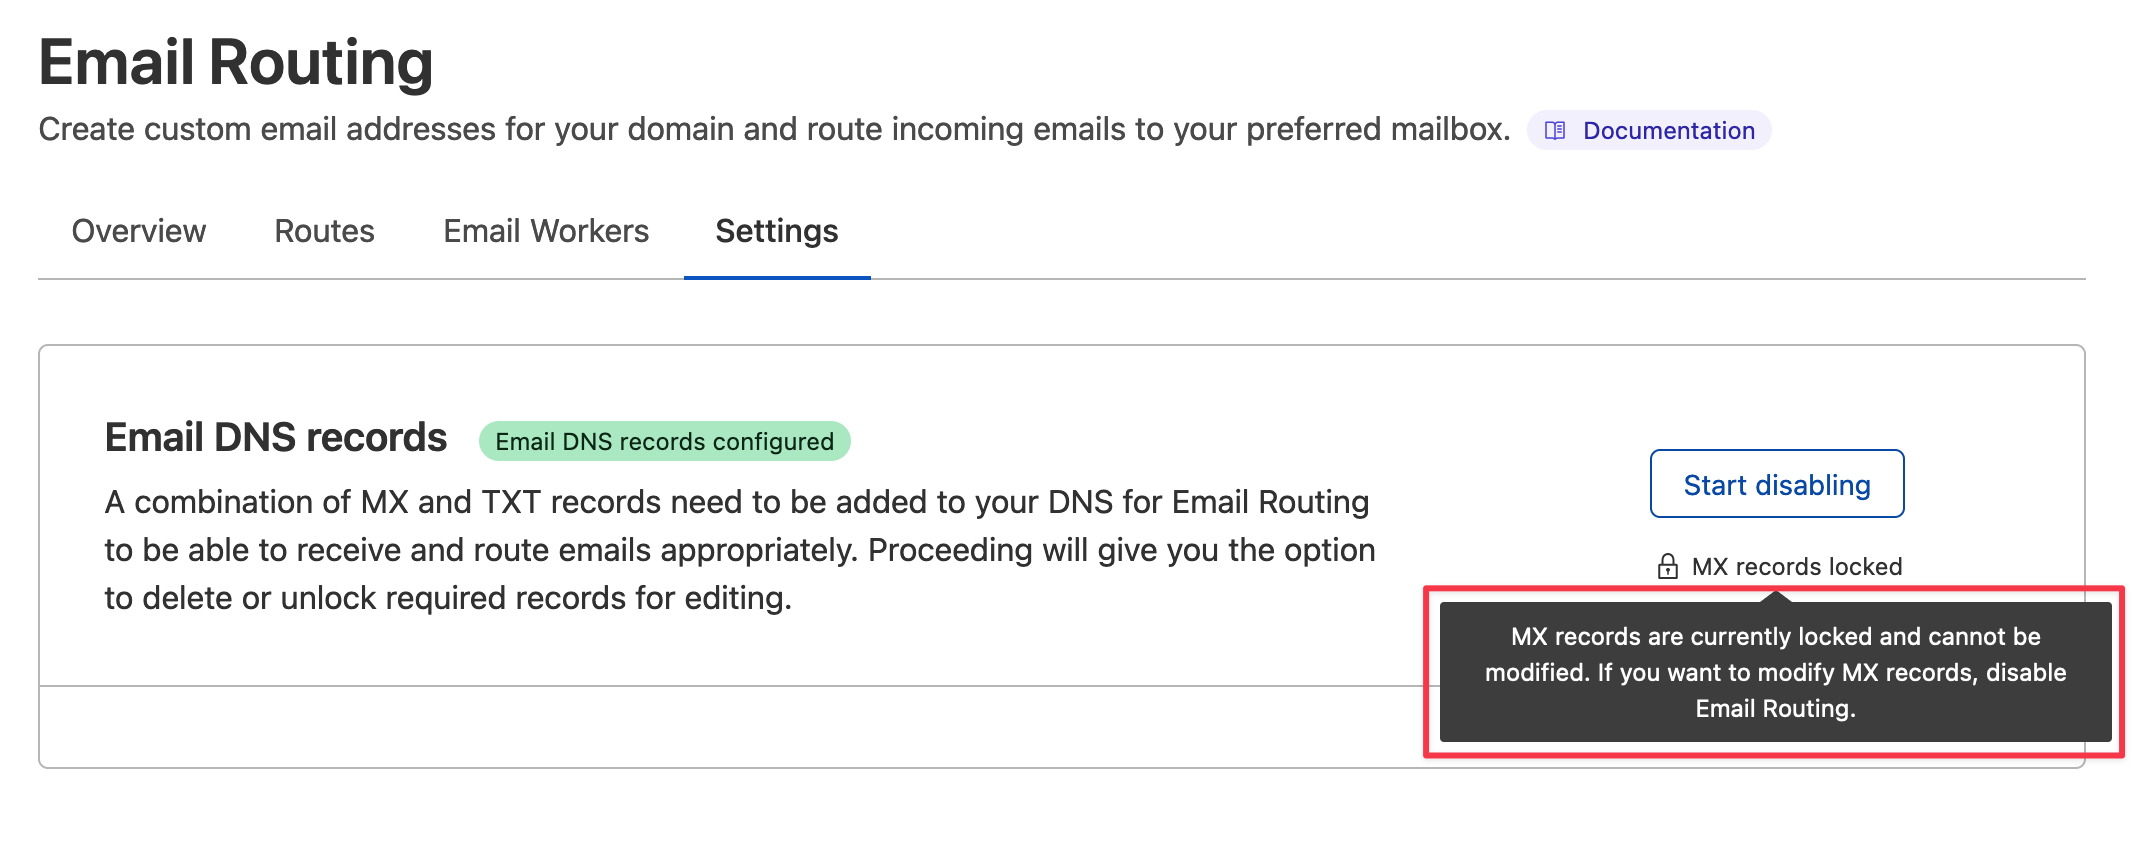 Email Routing
Create custom email addresses for your domain and route incoming emails to your preferred mailbox. Documentation
Overview Routes Email Workers Settings
Email DNS records Email DNS records configured
A combination of MX and TXT records need to be added to your DNS for Email Routing
to be able to receive and route emails appropriately. Proceeding will give you the option
to delete or unlock required records for editing.
Start disabling
MX records locked
MX records are currently locked and cannot be
modified. If you want to modify MX records, disable
Email Routing.